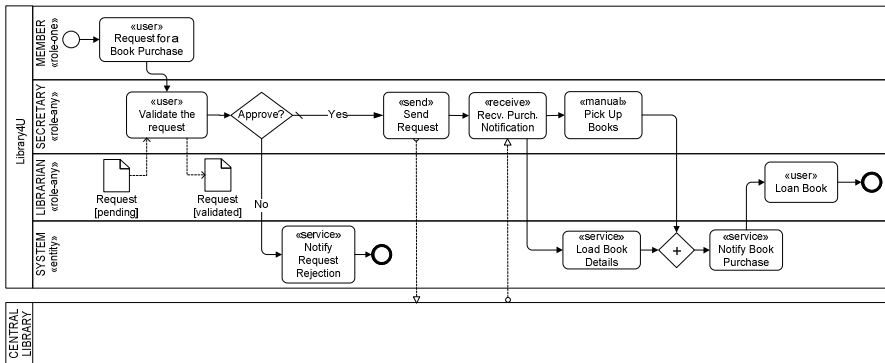 Library4U
MEMBER
«role-one»
«user»
Request for a
Book Purchase
SECRETARY
«role-any»
«user»
Validate the
request
Approve?
Yes
No
«send»
Send
Request
«receive»
Recv. Purch.
Notification
«manual»
Pick Up
Books
LIBRARIAN
«role-any»
Request
[pending]
Request
[validated]
«user»
Loan Book
SYSTEM
«entity»
«service»
Notify
Request
Rejection
«service»
Load Book
Details
+
«service»
Notify Book
Purchase
CENTRAL
LIBRARY